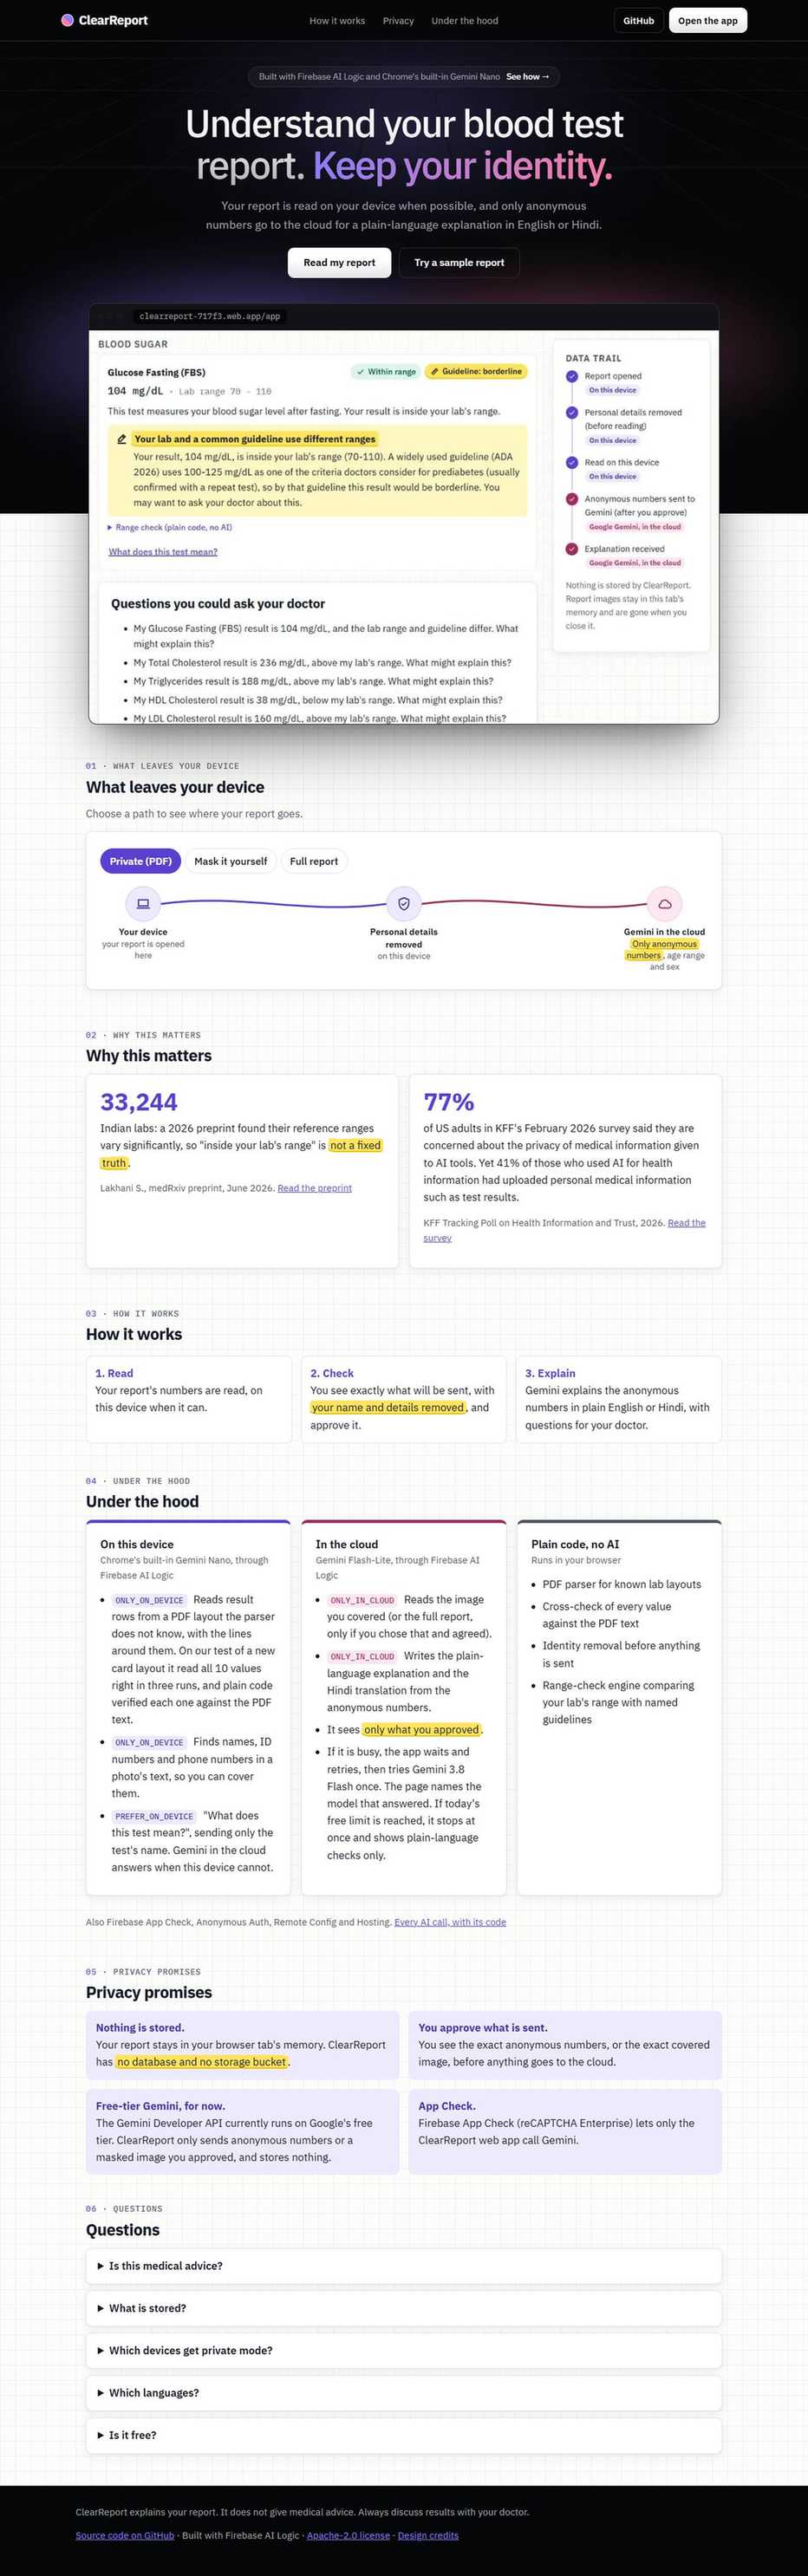 ClearReport
How it works
Privacy
Under the hood
GitHub
Open the app
Built with Firebase AI Logic and Chrome's built-in Gemini Nano See how →
Understand your blood test
report. Keep your identity.
Your report is read on your device when possible, and only anonymous
numbers go to the cloud for a plain-language explanation in English or Hindi.
Read my report
Try a sample report
clearreport-717f3.web.app/app
BLOOD SUGAR
Glucose Fasting (FBS)
Within range
Guideline: borderline
104 mg/dL · Lab range 70 - 110
This test measures your blood sugar level after fasting. Your result is inside your lab's range.
Your lab and a common guideline use different ranges
Your result, 104 mg/dL, is inside your lab's range (70-110). A widely used guideline (ADA
2026) uses 100-125 mg/dL as one of the criteria doctors consider for prediabetes (usually
confirmed with a repeat test), so by that guideline this result would be borderline. You
may want to ask your doctor about this.
Range check (plain code, no AI)
What does this test mean?
Questions you could ask your doctor
• My Glucose Fasting (FBS) result is 104 mg/dL, and the lab range and guideline differ. What
might explain this?
• My Total Cholesterol result is 236 mg/dL, above my lab's range. What might explain this?
• My Triglycerides result is 188 mg/dL, above my lab's range. What might explain this?
• My HDL Cholesterol result is 38 mg/dL, below my lab's range. What might explain this?
• My LDL Cholesterol result is 160 mg/dL, above my lab's range. What might explain this?
DATA TRAIL
Report opened
On this device
Personal details removed
(before reading)
On this device
Read on this device
On this device
Anonymous numbers sent to
Gemini (after you approve)
Google Gemini, in the cloud
Explanation received
Google Gemini, in the cloud
Nothing is stored by ClearReport.
Report images stay in this tab's
memory and are gone when you
close it.
01 · WHAT LEAVES YOUR DEVICE
What leaves your device
Choose a path to see where your report goes.
Private (PDF)
Mask it yourself
Full report
Your device
your report is opened
here
Personal details
removed
on this device
Gemini in the cloud
Only anonymous
numbers, age range
and sex
02 · WHY THIS MATTERS
Why this matters
33,244
Indian labs: a 2026 preprint found their reference ranges
vary significantly, so "inside your lab's range" is not a fixed
truth.
Lakhani S., medRxiv preprint, June 2026. Read the preprint
77%
of US adults in KFF's February 2026 survey said they are
concerned about the privacy of medical information given
to AI tools. Yet 41% of those who used AI for health
information had uploaded personal medical information
such as test results.
KFF Tracking Poll on Health Information and Trust, 2026. Read the
survey
03 · HOW IT WORKS
How it works
1. Read
Your report's numbers are read, on
this device when it can.
2. Check
You see exactly what will be sent, with
your name and details removed, and
approve it.
3. Explain
Gemini explains the anonymous
numbers in plain English or Hindi, with
questions for your doctor.
04 · UNDER THE HOOD
Under the hood
On this device
Chrome's built-in Gemini Nano, through
Firebase AI Logic
• ONLY_ON_DEVICE Reads result
rows from a PDF layout the parser
does not know, with the lines
around them. On our test of a new
card layout it read all 10 values
right in three runs, and plain code
verified each one against the PDF
text.
• ONLY_ON_DEVICE Finds names, ID
numbers and phone numbers in a
photo's text, so you can cover
them.
• PREFER_ON_DEVICE "What does
this test mean?", sending only the
test's name. Gemini in the cloud
answers when this device cannot.
In the cloud
Gemini Flash-Lite, through Firebase AI
Logic
• ONLY_IN_CLOUD Reads the image
you covered (or the full report,
only if you chose that and agreed).
• ONLY_IN_CLOUD Writes the plain-
language explanation and the
Hindi translation from the
anonymous numbers.
• It sees only what you approved.
• If it is busy, the app waits and
retries, then tries Gemini 3.8
Flash once. The page names the
model that answered. If today's
free limit is reached, it stops at
once and shows plain-language
checks only.
Plain code, no AI
Runs in your browser
• PDF parser for known lab layouts
• Cross-check of every value
against the PDF text
• Identity removal before anything
is sent
• Range-check engine comparing
your lab's range with named
guidelines
Also Firebase App Check, Anonymous Auth, Remote Config and Hosting. Every AI call, with its code
05 · PRIVACY PROMISES
Privacy promises
Nothing is stored.
Your report stays in your browser tab's memory. ClearReport
has no database and no storage bucket.
You approve what is sent.
You see the exact anonymous numbers, or the exact covered
image, before anything goes to the cloud.
Free-tier Gemini, for now.
The Gemini Developer API currently runs on Google's free
tier. ClearReport only sends anonymous numbers or a
masked image you approved, and stores nothing.
App Check.
Firebase App Check (reCAPTCHA Enterprise) lets only the
ClearReport web app call Gemini.
06 · QUESTIONS
Questions
Is this medical advice?
What is stored?
Which devices get private mode?
Which languages?
Is it free?
ClearReport explains your report. It does not give medical advice. Always discuss results with your doctor.
Source code on GitHub · Built with Firebase AI Logic · Apache-2.0 license · Design credits